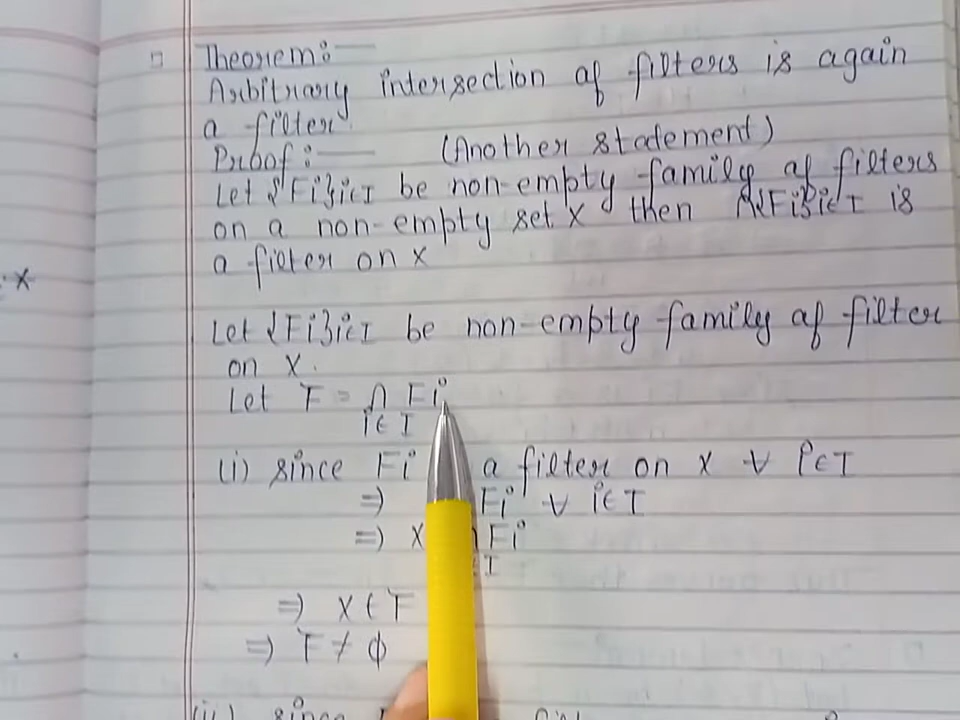 Theorem:—
Arbitrary intersection of filters is again
a filter
Proof:— (Another statement)
Let {Fi}i∈I be non-empty family of filters
on a non-empty set X then ∩{Fi}i∈I is
a filter on X
X
Let {Fi}i∈I be non-empty family of filter
on X.
Let F = ∩ Fi
i∈I
(i) since Fi a filter on X ∀ i∈I
⇒ Fi ∀ i∈I
⇒ X Fi
I
⇒ X ∈ F
⇒ F ≠ ϕ
(ii) since